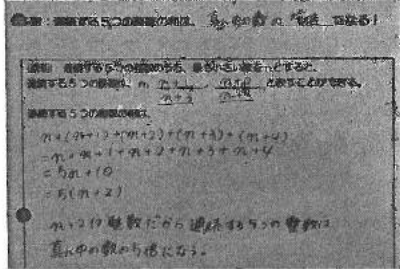 ：連続する5つの整数の和は、真ん中の数の5倍になる！
連続する5つの整数のうち、最も小さい数をnとすると、
連続する5つの整数は、n, n+1, n+2, n+3, n+4 と表すことができる。
連続する5つの整数の和は、
n+(n+1)+(n+2)+(n+3)+(n+4)
=n+n+1+n+2+n+3+n+4
=5n+10
=5(n+2)
n+2は整数だから連続する5つの整数は
真ん中の数の5倍になる。